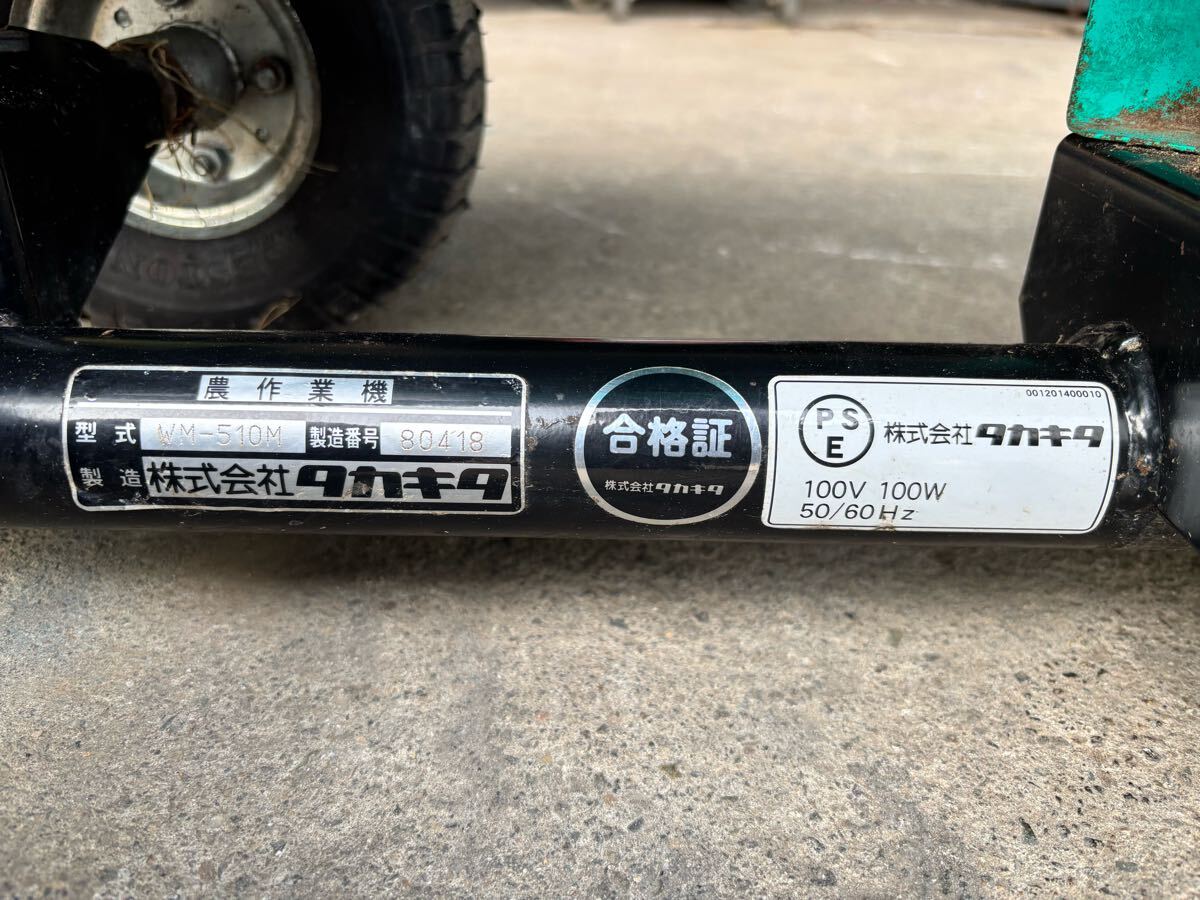 農作業機
型式 WM-510M 製造番号 80418
製造 株式会社タカキタ
合格証
株式会社タカキタ
001201400010
PSE 株式会社タカキタ
100V 100W
50/60Hz